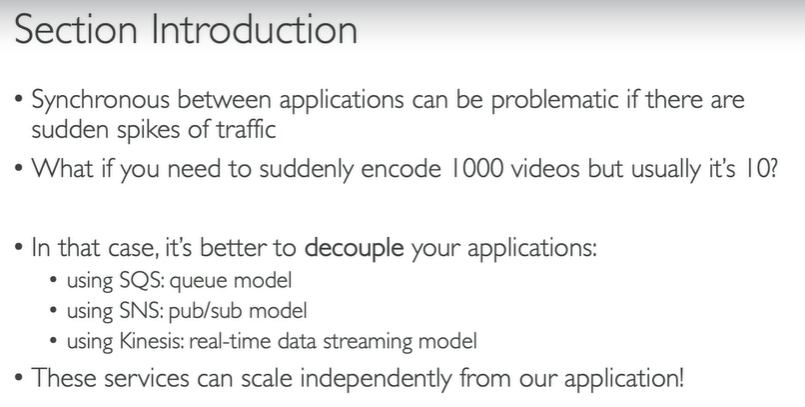 Section Introduction
• Synchronous between applications can be problematic if there are
sudden spikes of traffic
• What if you need to suddenly encode 1000 videos but usually it's 10?
• In that case, it's better to decouple your applications:
• using SQS: queue model
• using SNS: pub/sub model
• using Kinesis: real-time data streaming model
• These services can scale independently from our application!